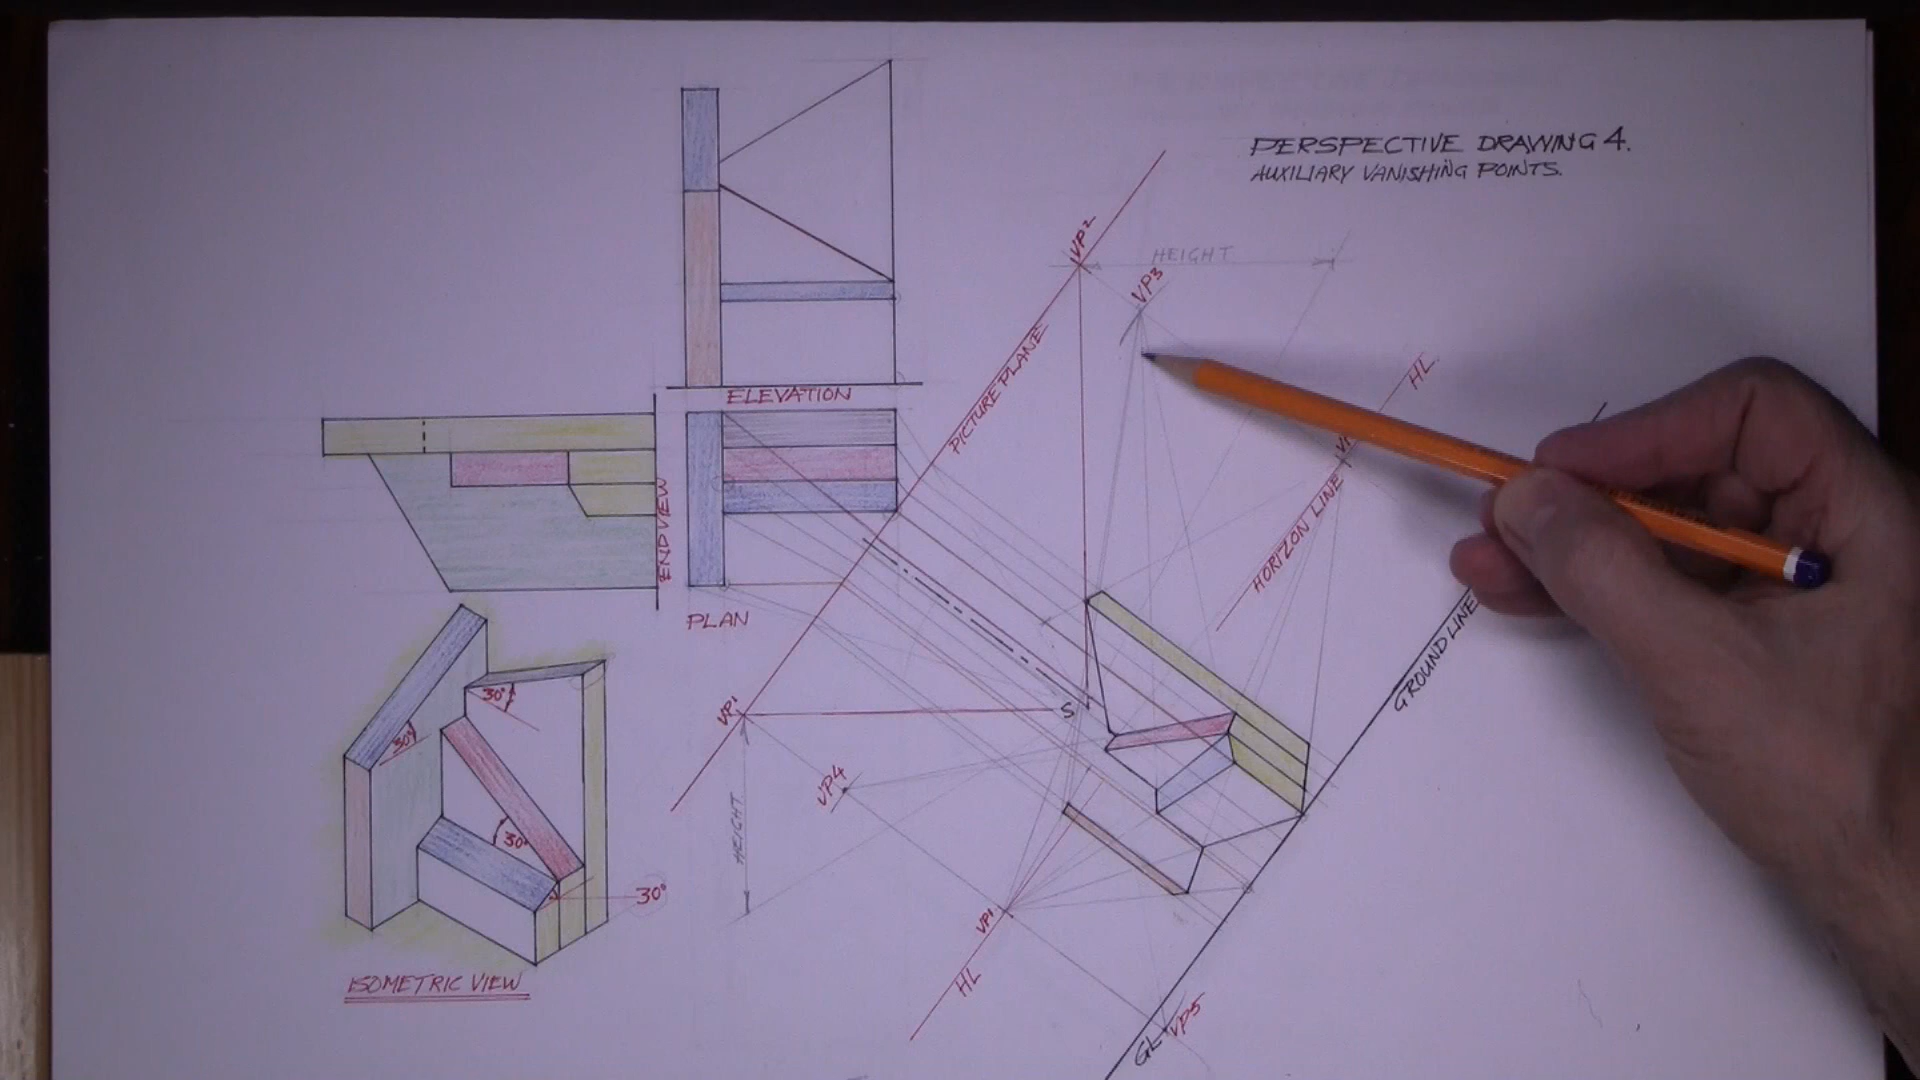 PERSPECTIVE DRAWING 4.
AUXILIARY VANISHING POINTS.
VP2
HEIGHT
VP3
PICTURE PLANE
HL
HORIZON LINE
GROUND LINE
ELEVATION
END VIEW
PLAN
VP1
S
VP4
HEIGHT
30°
30°
30°
30°
ISOMETRIC VIEW
VP1
HL
VP5
GL